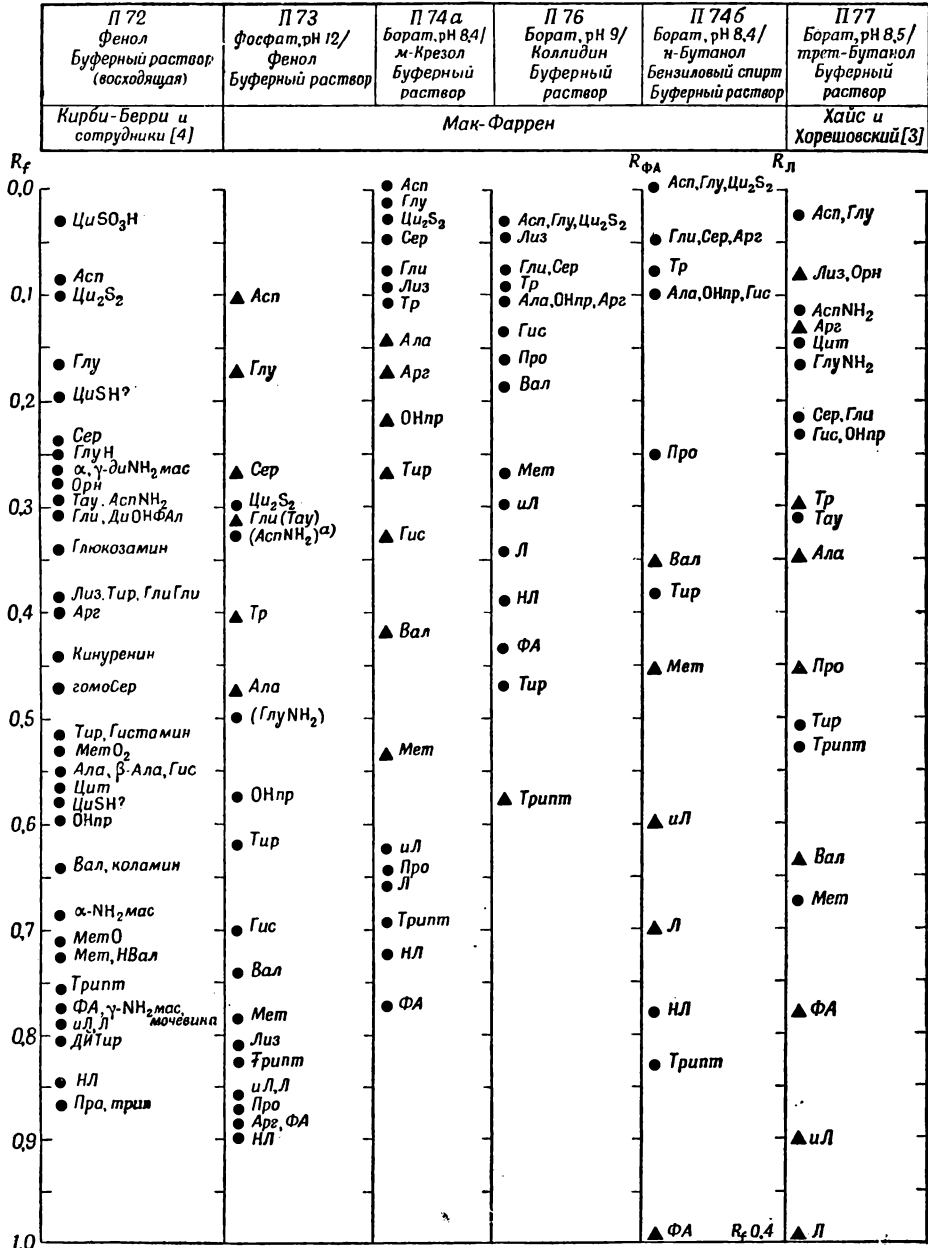 П 72
Фенол
Буферный раствор
(восходящая)
П 73
Фосфат, pH 12/
Фенол
Буферный раствор
П 74а
Борат, pH 8,4/
м-Крезол
Буферный
раствор
П 76
Борат, pH 9/
Коллидин
Буферный
раствор
П 74б
Борат, pH 8,4/
н-Бутанол
Бензиловый спирт
Буферный раствор
П 77
Борат, pH 8,5/
трет-Бутанол
Буферный
раствор
Кирби-Берри и
сотрудники [4]
Мак-Фаррен
Хайс и
Хорешовский [3]
Rf
0,0
0,1
0,2
0,3
0,4
0,5
0,6
0,7
0,8
0,9
1,0
ЦиSO3H
Асп
Ци2S2
Глу
ЦиSH?
Сер
ГлуН
α,γ-диNH2мас
Орн
Тау, АспNH2
Гли, ДиОНФАл
Глюкозамин
Лиз, Тир, ГлиГли
Арг
Кинуренин
гомоСер
Тир, Гистамин
МетO2
Ала, β-Ала, Гис
Цит
ЦиSH?
ОНпр
Вал, коламин
α-NH2мас
МетО
Мет, НВал
Трипт
ФА, γ-NH2мас,
иЛ, Л мочевина
ДЙТир
НЛ
Пра, трип
Асп
Глу
Сер
Ци2S2
Гли (Тау)
(АспNH2)а)
Тр
Ала
(ГлуNH2)
ОНпр
Тир
Гис
Вал
Мет
Лиз
Трипт
иЛ, Л
Про
Арг, ФА
НЛ
Асп
Глу
Ци2S2
Сер
Гли
Лиз
Тр
Ала
Арг
ОНпр
Тир
Гис
Вал
Мет
иЛ
Про
Л
Трипт
НЛ
ФА
Асп, Глу, Ци2S2
Лиз
Гли, Сер
Тр
Ала, ОНпр, Арг
Гис
Про
Вал
Мет
иЛ
Л
НЛ
ФА
Тир
Трипт
RФА
Асп, Глу, Ци2S2
Гли, Сер, Арг
Тр
Ала, ОНпр, Гис
Про
Вал
Тир
Мет
иЛ
Л
НЛ
Трипт
ФА Rf 0,4
RЛ
Асп, Глу
Лиз, Орн
АспNH2
Арг
Цит
ГлуNH2
Сер, Гли
Гис, ОНпр
Тр
Тау
Ала
Про
Тир
Трипт
Вал
Мет
ФА
иЛ
Л